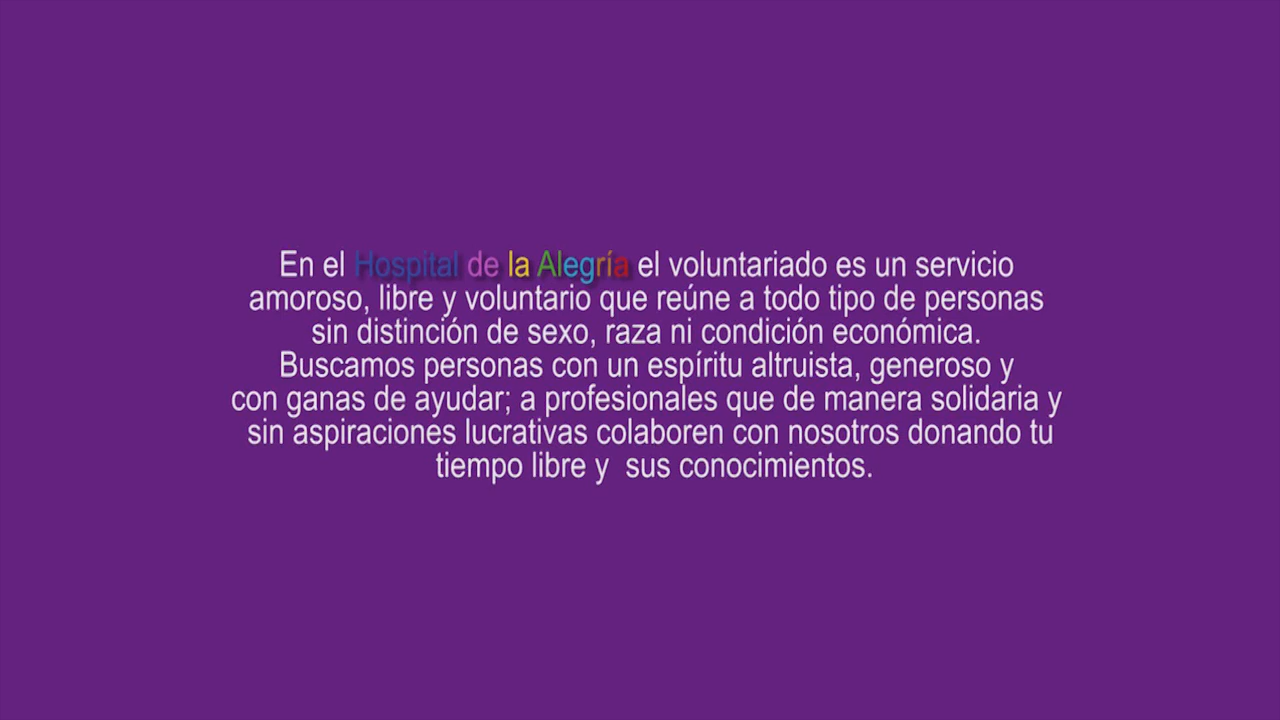 En el Hospital de la Alegría el voluntariado es un servicio
amoroso, libre y voluntario que reúne a todo tipo de personas
sin distinción de sexo, raza ni condición económica.
Buscamos personas con un espíritu altruista, generoso y
con ganas de ayudar; a profesionales que de manera solidaria y
sin aspiraciones lucrativas colaboren con nosotros donando tu
tiempo libre y  sus conocimientos.